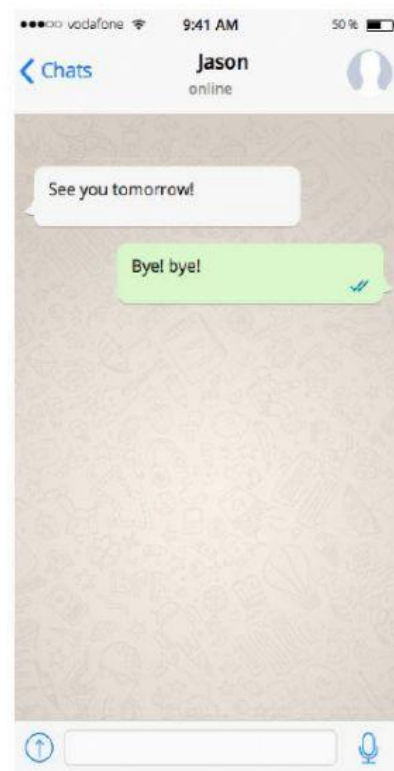 vodafone 9:41 AM 50%
Chats Jason
online
See you tomorrow!
Bye! bye!